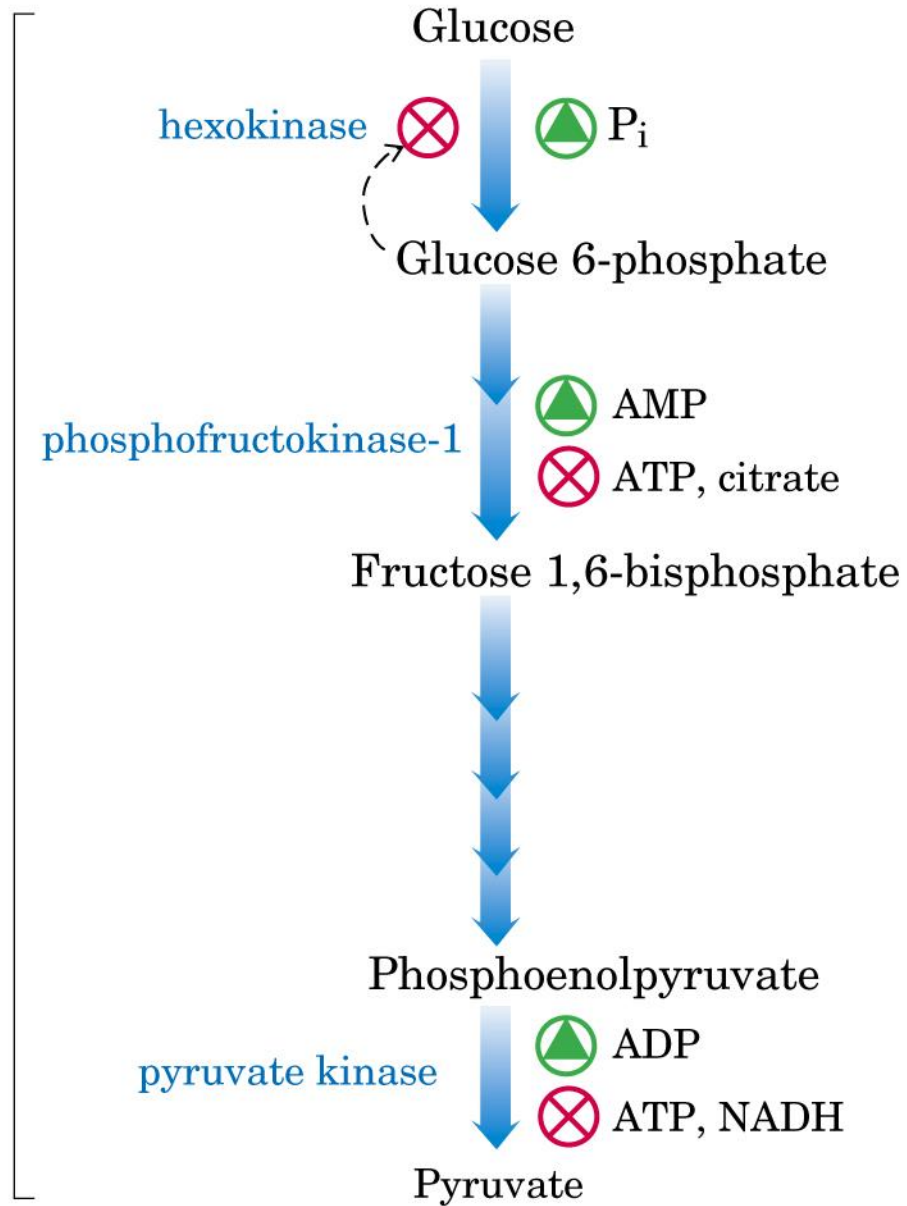 Glucose
hexokinase
Pi
Glucose 6-phosphate
AMP
phosphofructokinase-1
ATP, citrate
Fructose 1,6-bisphosphate
Phosphoenolpyruvate
ADP
pyruvate kinase
ATP, NADH
Pyruvate